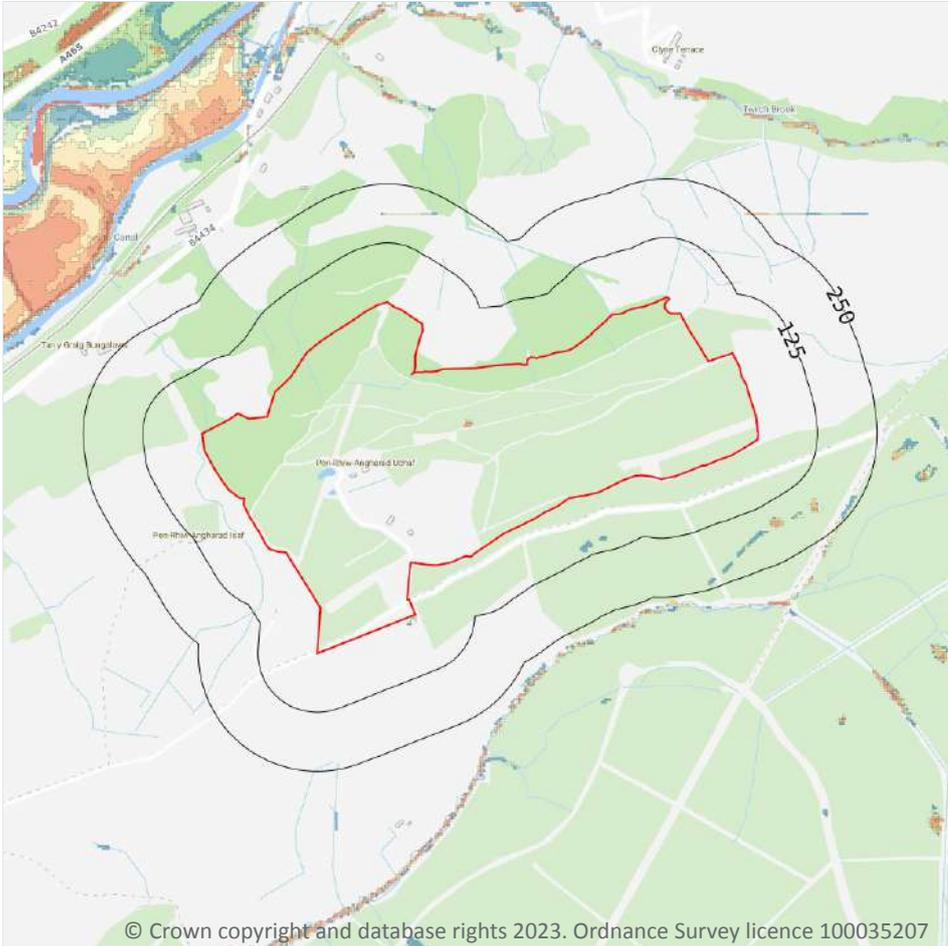 B4242
A465
Clyne Terrace
Twrch Brook
Canal
B4434
250
125
Tan y Graig Bungalows
Pen-Rhiw-Angharad Uchaf
Pen-Rhiw-Angharad Isaf
© Crown copyright and database rights 2023. Ordnance Survey licence 100035207